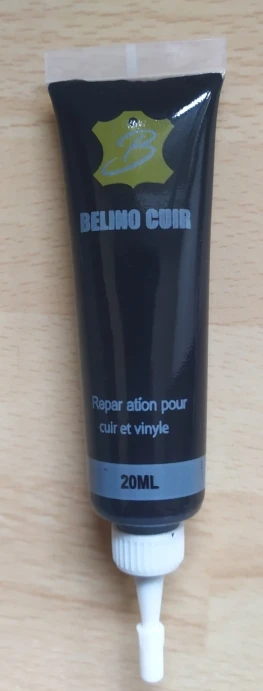 B
BELINO CUIR
Repar ation pour
cuir et vinyle
20ML